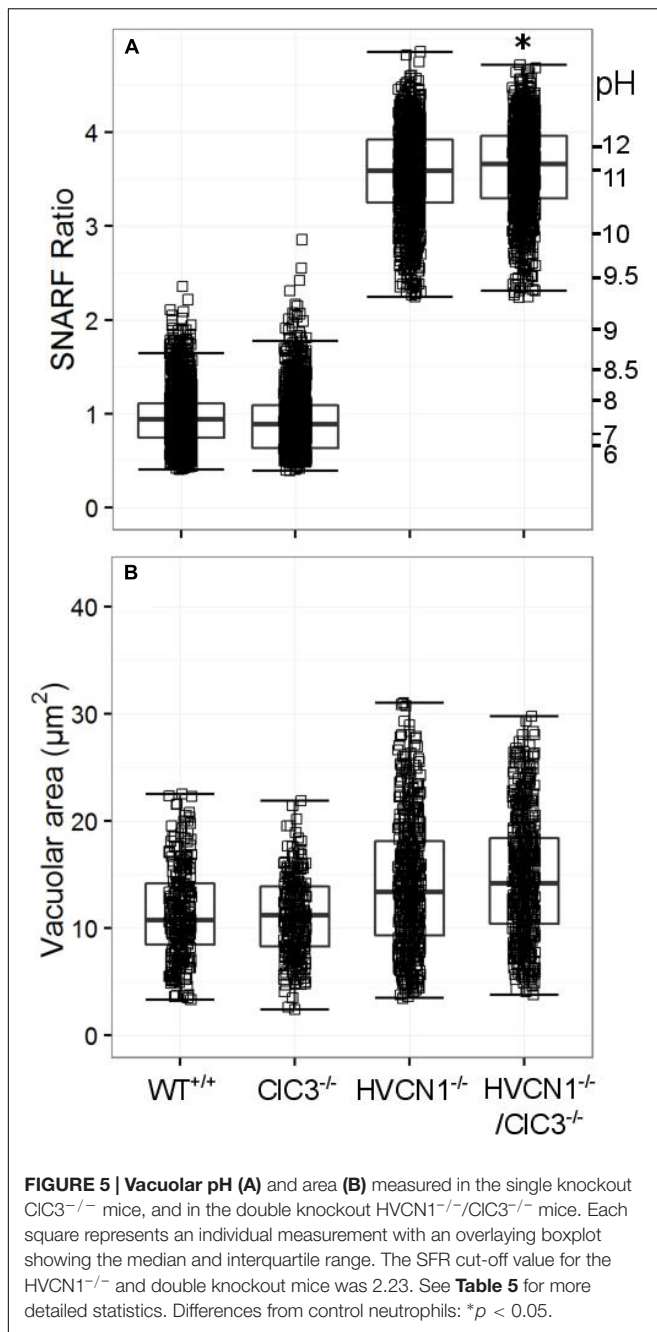 A
*
pH
SNARF Ratio
4
3
2
1
0
12
11
10
9.5
9
8.5
8
7
6
B
Vacuolar area (µm²)
40
30
20
10
0
WT⁺/⁺
ClC3⁻/⁻
HVCN1⁻/⁻
HVCN1⁻/⁻
/ClC3⁻/⁻
FIGURE 5 | Vacuolar pH (A) and area (B) measured in the single knockout
ClC3⁻/⁻ mice, and in the double knockout HVCN1⁻/⁻/ClC3⁻/⁻ mice. Each
square represents an individual measurement with an overlaying boxplot
showing the median and interquartile range. The SFR cut-off value for the
HVCN1⁻/⁻ and double knockout mice was 2.23. See Table 5 for more
detailed statistics. Differences from control neutrophils: *p < 0.05.